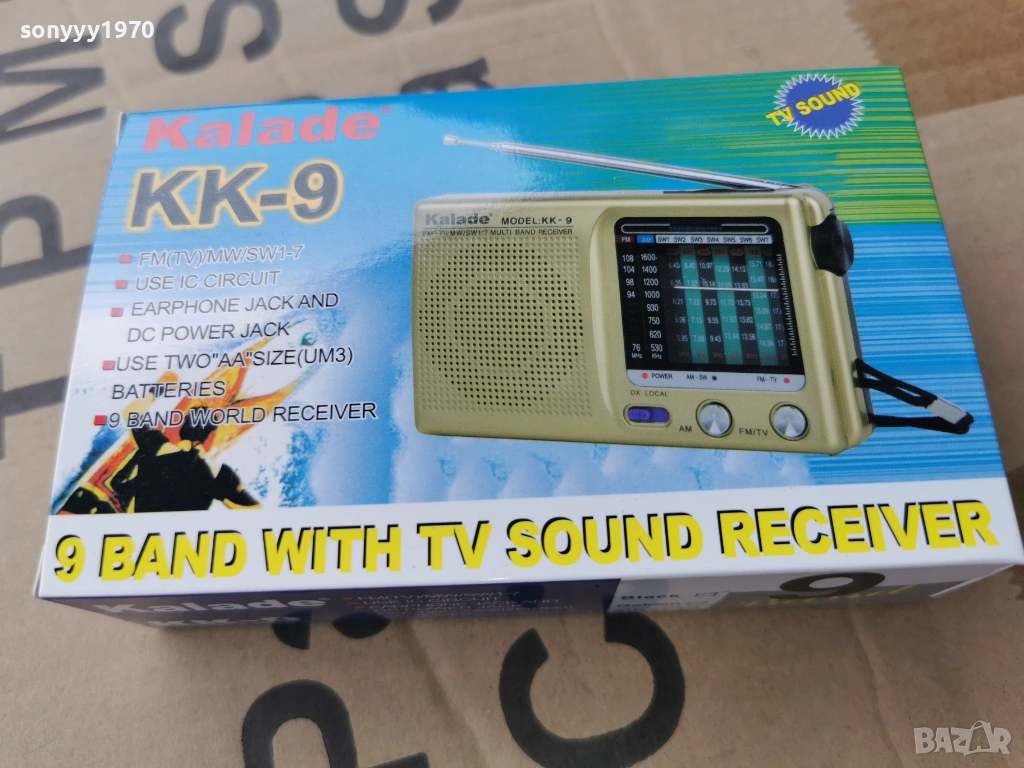 sonyyy1970
TV SOUND
Kalade
KK-9
FM(TV)/MW/SW1-7
USE IC CIRCUIT
EARPHONE JACK AND
DC POWER JACK
USE TWO"AA"SIZE(UM3)
BATTERIES
9 BAND WORLD RECEIVER
Kalade MODEL:KK-9
FM SW1 SW2 SW3 SW4 SW5 SW6 SW7
108 1600
104 1400
98 1200
94 1000
930
750
620
76 530
MHz KHz
POWER AM-SW FM-TV
DX LOCAL
AM FM/TV
9 BAND WITH TV SOUND RECEIVER
Kalade
KK-9
Black
9
BAZAR